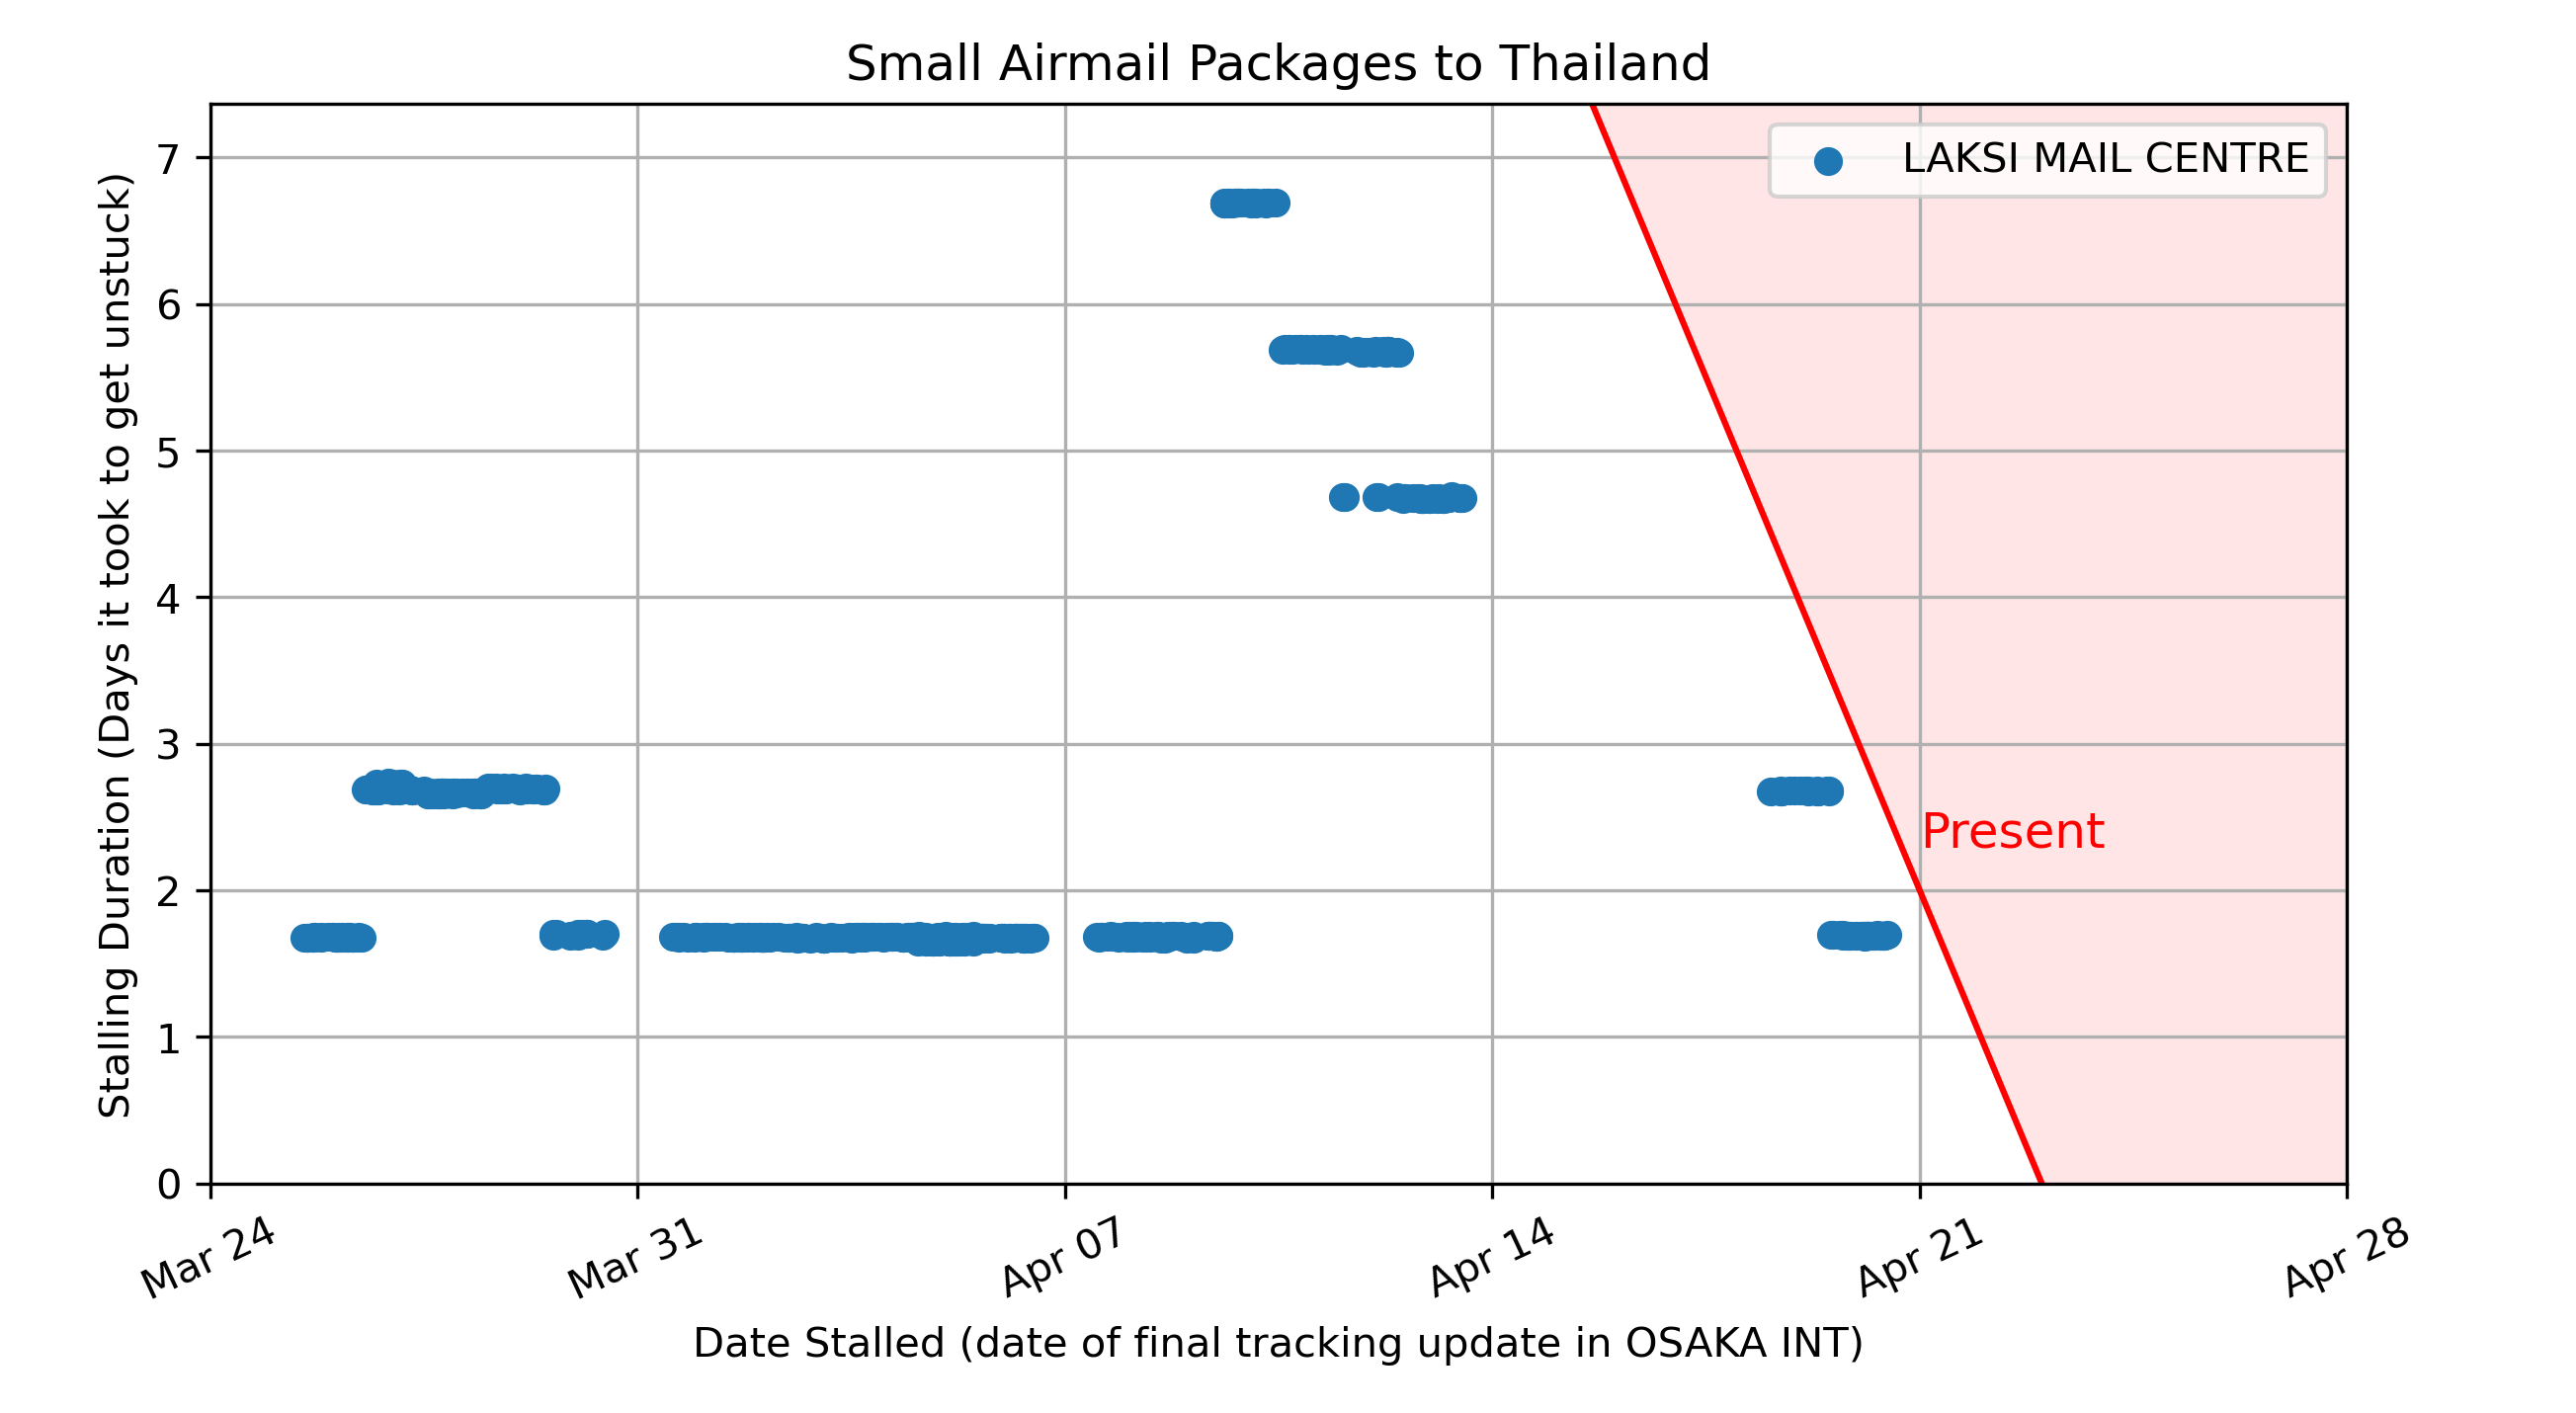 Small Airmail Packages to Thailand
LAKSI MAIL CENTRE
Stalling Duration (Days it took to get unstuck)
7
6
5
4
3
2
1
0
Present
Mar 24
Mar 31
Apr 07
Apr 14
Apr 21
Apr 28
Date Stalled (date of final tracking update in OSAKA INT)